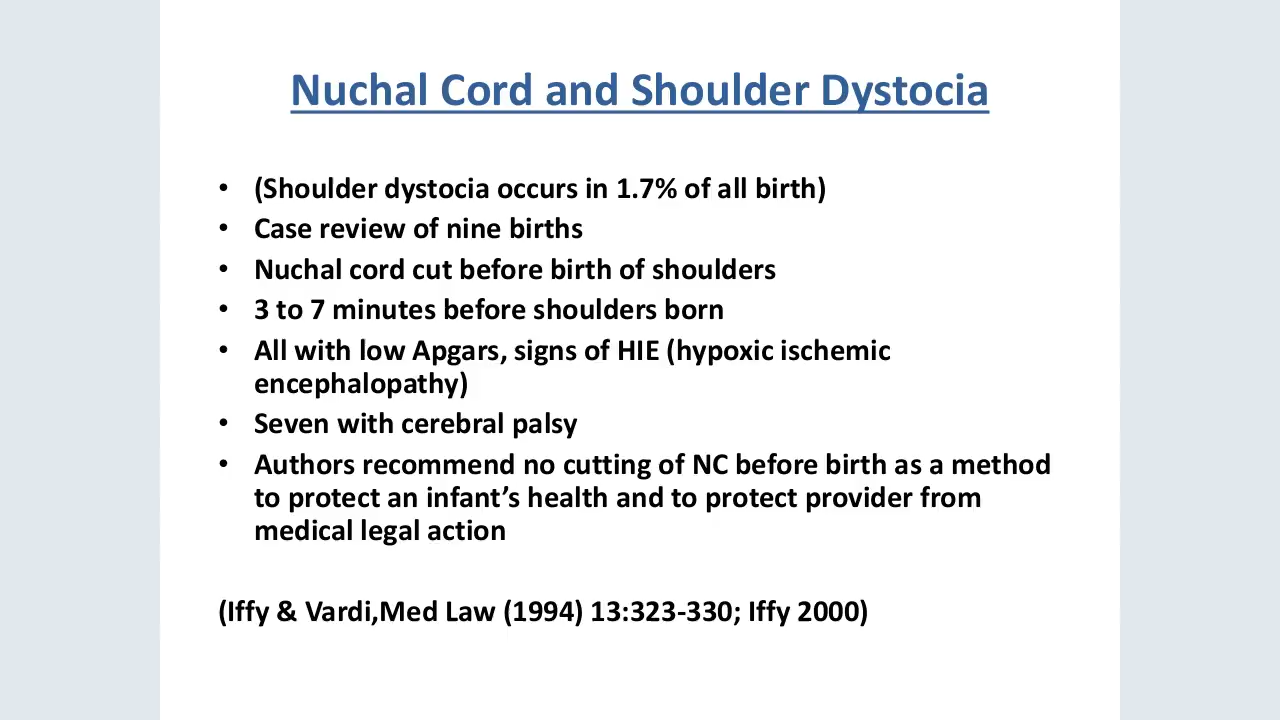 Nuchal Cord and Shoulder Dystocia
• (Shoulder dystocia occurs in 1.7% of all birth)
• Case review of nine births
• Nuchal cord cut before birth of shoulders
• 3 to 7 minutes before shoulders born
• All with low Apgars, signs of HIE (hypoxic ischemic
encephalopathy)
• Seven with cerebral palsy
• Authors recommend no cutting of NC before birth as a method
to protect an infant’s health and to protect provider from
medical legal action
(Iffy & Vardi,Med Law (1994) 13:323-330; Iffy 2000)